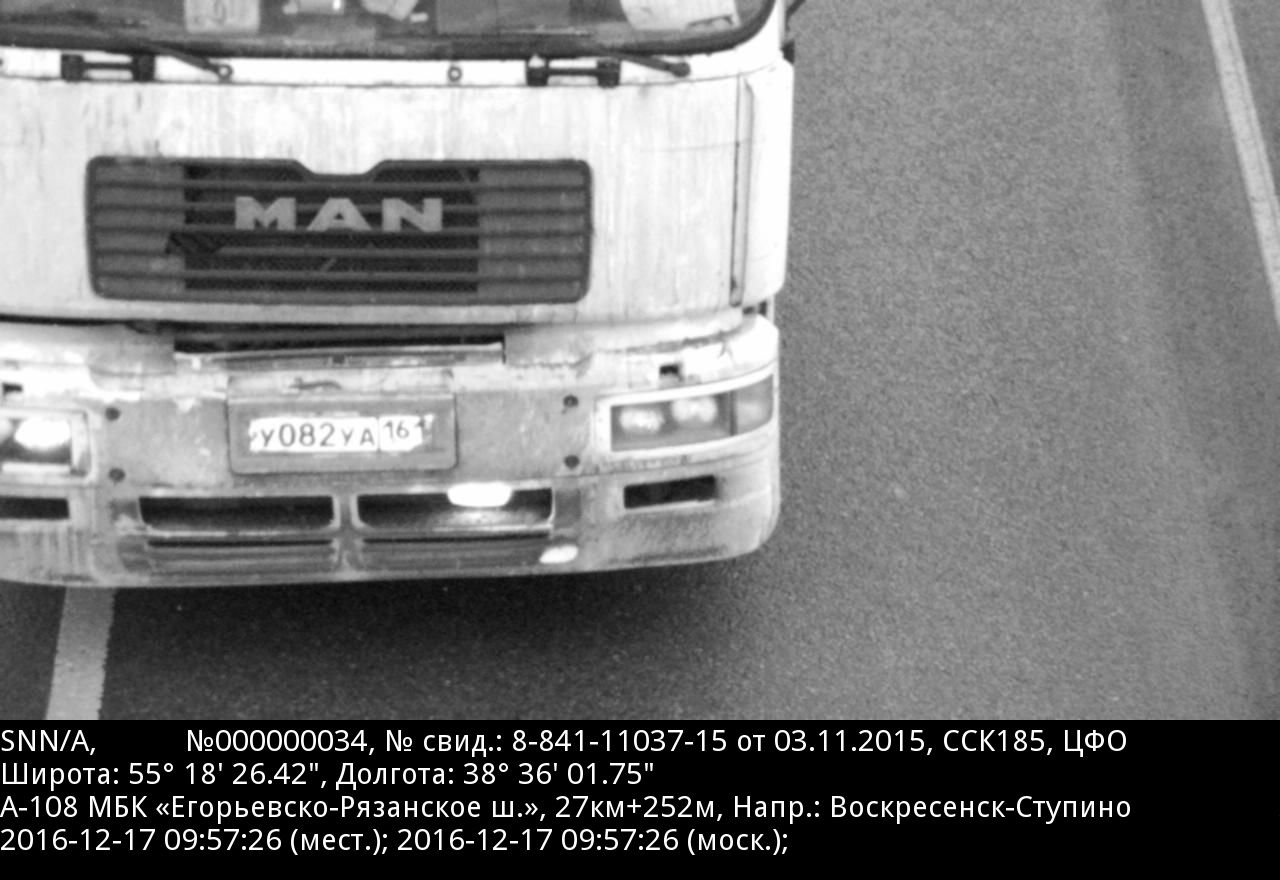 MAN
У082УА 161
SNN/A, №000000034, № свид.: 8-841-11037-15 от 03.11.2015, ССК185, ЦФО
Широта: 55° 18' 26.42", Долгота: 38° 36' 01.75"
А-108 МБК «Егорьевско-Рязанское ш.», 27км+252м, Напр.: Воскресенск-Ступино
2016-12-17 09:57:26 (мест.); 2016-12-17 09:57:26 (моск.);